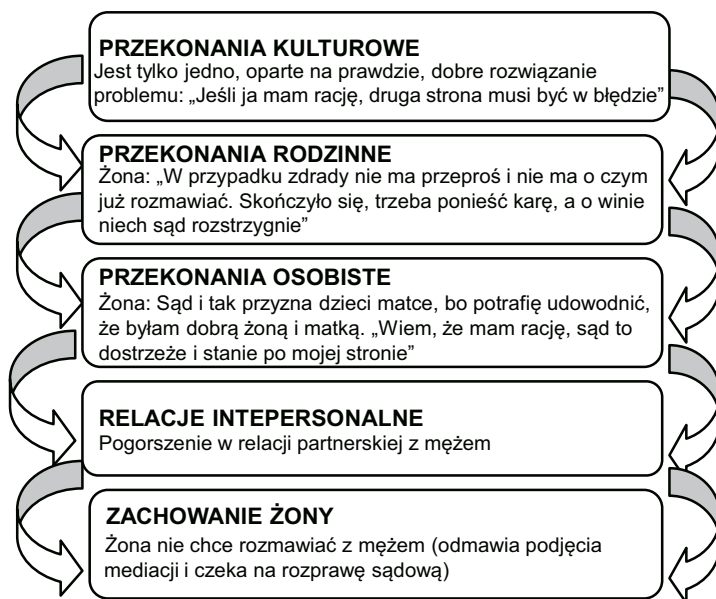 PRZEKONANIA KULTUROWE
Jest tylko jedno, oparte na prawdzie, dobre rozwiązanie
problemu: „Jeśli ja mam rację, druga strona musi być w błędzie”
PRZEKONANIA RODZINNE
Żona: „W przypadku zdrady nie ma przeproś i nie ma o czym
już rozmawiać. Skończyło się, trzeba ponieść karę, a o winie
niech sąd rozstrzygnie”
PRZEKONANIA OSOBISTE
Żona: Sąd i tak przyzna dzieci matce, bo potrafię udowodnić,
że byłam dobrą żoną i matką. „Wiem, że mam rację, sąd to
dostrzeże i stanie po mojej stronie”
RELACJE INTEPERSONALNE
Pogorszenie w relacji partnerskiej z mężem
ZACHOWANIE ŻONY
Żona nie chce rozmawiać z mężem (odmawia podjęcia
mediacji i czeka na rozprawę sądową)